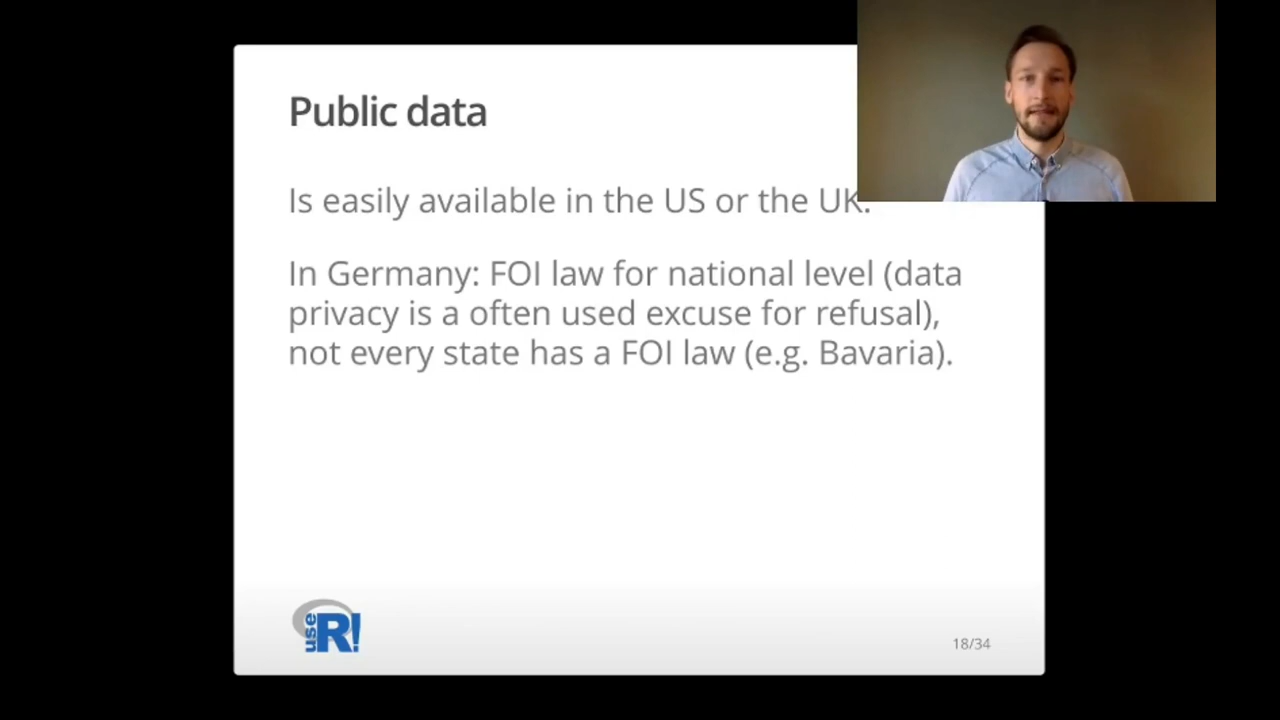 Public data
Is easily available in the US or the UK.
In Germany: FOI law for national level (data
privacy is a often used excuse for refusal),
not every state has a FOI law (e.g. Bavaria).
use R!
18/34